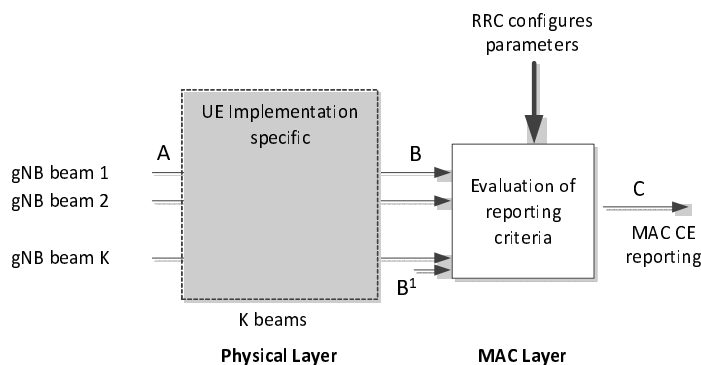 RRC configures
parameters
UE Implementation
specific
A
B
gNB beam 1
gNB beam 2
gNB beam K
Evaluation of
reporting
criteria
C
MAC CE
reporting
B¹
K beams
Physical Layer
MAC Layer